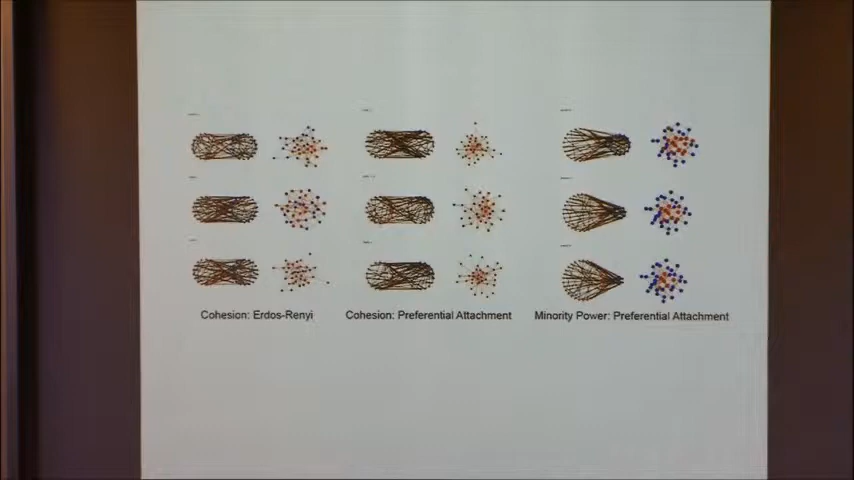 Cohesion: Erdos-Renyi
Cohesion: Preferential Attachment
Minority Power: Preferential Attachment